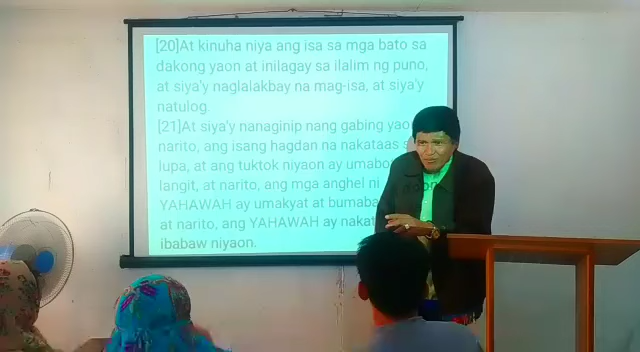 [20]At kinuha niya ang isa sa mga bato sa
dakong yaon at inilagay sa ilalim ng puno,
at siya'y naglalakbay na mag-isa, at siya'y
natulog.
[21]At siya'y nanaginip nang gabing
narito, ang isang hagdan na nakataas
lupa, at ang tuktok niyaon ay
langit, at narito, ang mga anghel ni
YAHAWAH ay umakyat at
at narito, ang YAHAWAH ay
ibabaw niyaon.